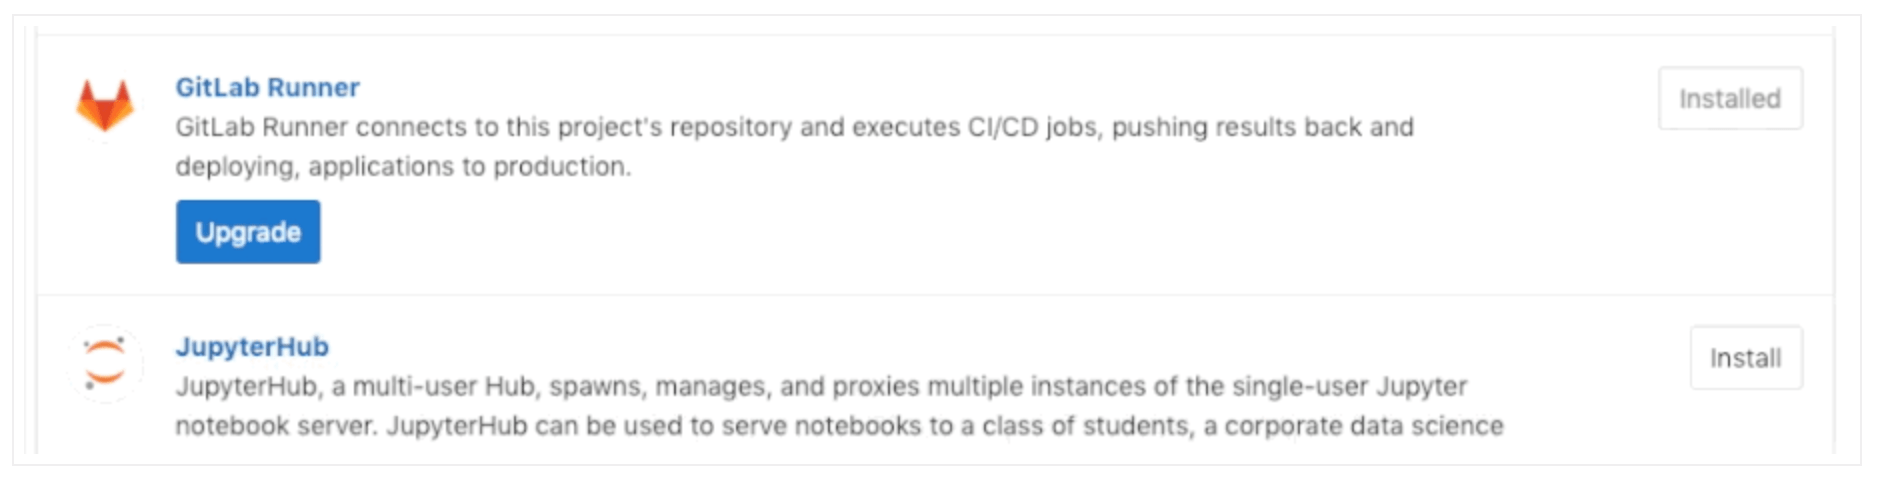 GitLab Runner
Installed
GitLab Runner connects to this project's repository and executes CI/CD jobs, pushing results back and
deploying, applications to production.
Upgrade
JupyterHub
Install
JupyterHub, a multi-user Hub, spawns, manages, and proxies multiple instances of the single-user Jupyter
notebook server. JupyterHub can be used to serve notebooks to a class of students, a corporate data science